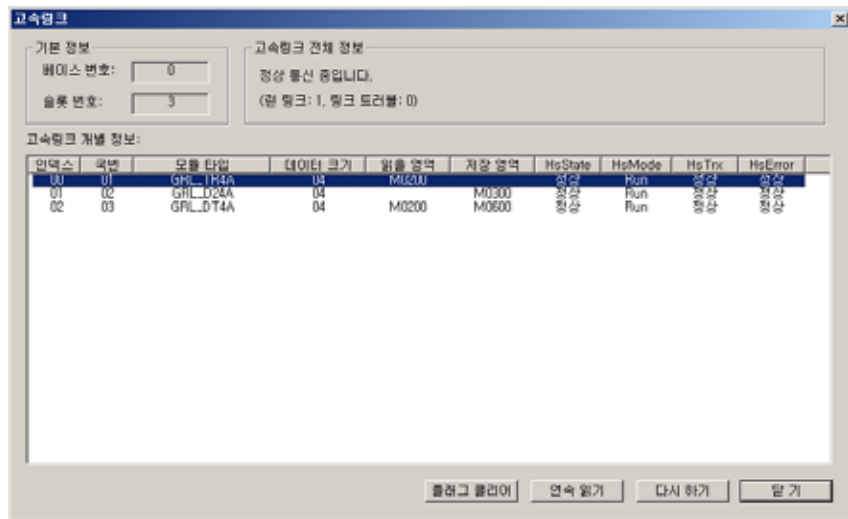 고속링크
기본 정보
베이스 번호: 0
슬롯 번호: 3
고속링크 전체 정보
정상 통신 중입니다.
(런 링크: 1, 링크 트러블: 0)
고속링크 개별 정보:
인덱스 국번 모듈 타입 데이터 크기 읽을 영역 저장 영역 HsState HsMode HsTrx HsError
00 01 GRL_TR4A 04 M0200 정상 Run 정상 정상
01 02 GRL_D24A 04 M0300 정상 Run 정상 정상
02 03 GRL_DT4A 04 M0200 M0600 정상 Run 정상 정상
플래그 클리어 연속 읽기 다시 하기 닫 기